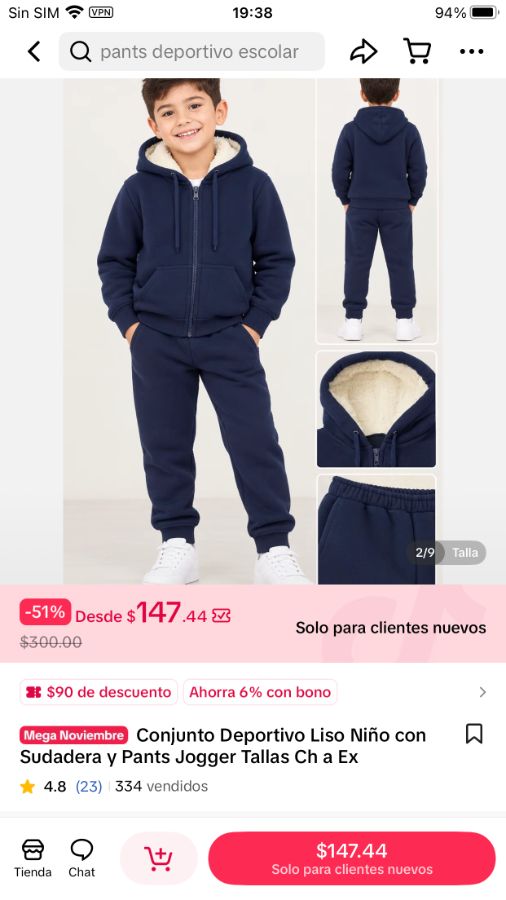 Sin SIM VPN 19:38 94%
pants deportivo escolar
2/9 Talla
-51% Desde $147.44
$300.00
Solo para clientes nuevos
$90 de descuento Ahorra 6% con bono
Mega Noviembre Conjunto Deportivo Liso Niño con
Sudadera y Pants Jogger Tallas Ch a Ex
4.8 (23) 334 vendidos
Tienda Chat
$147.44
Solo para clientes nuevos